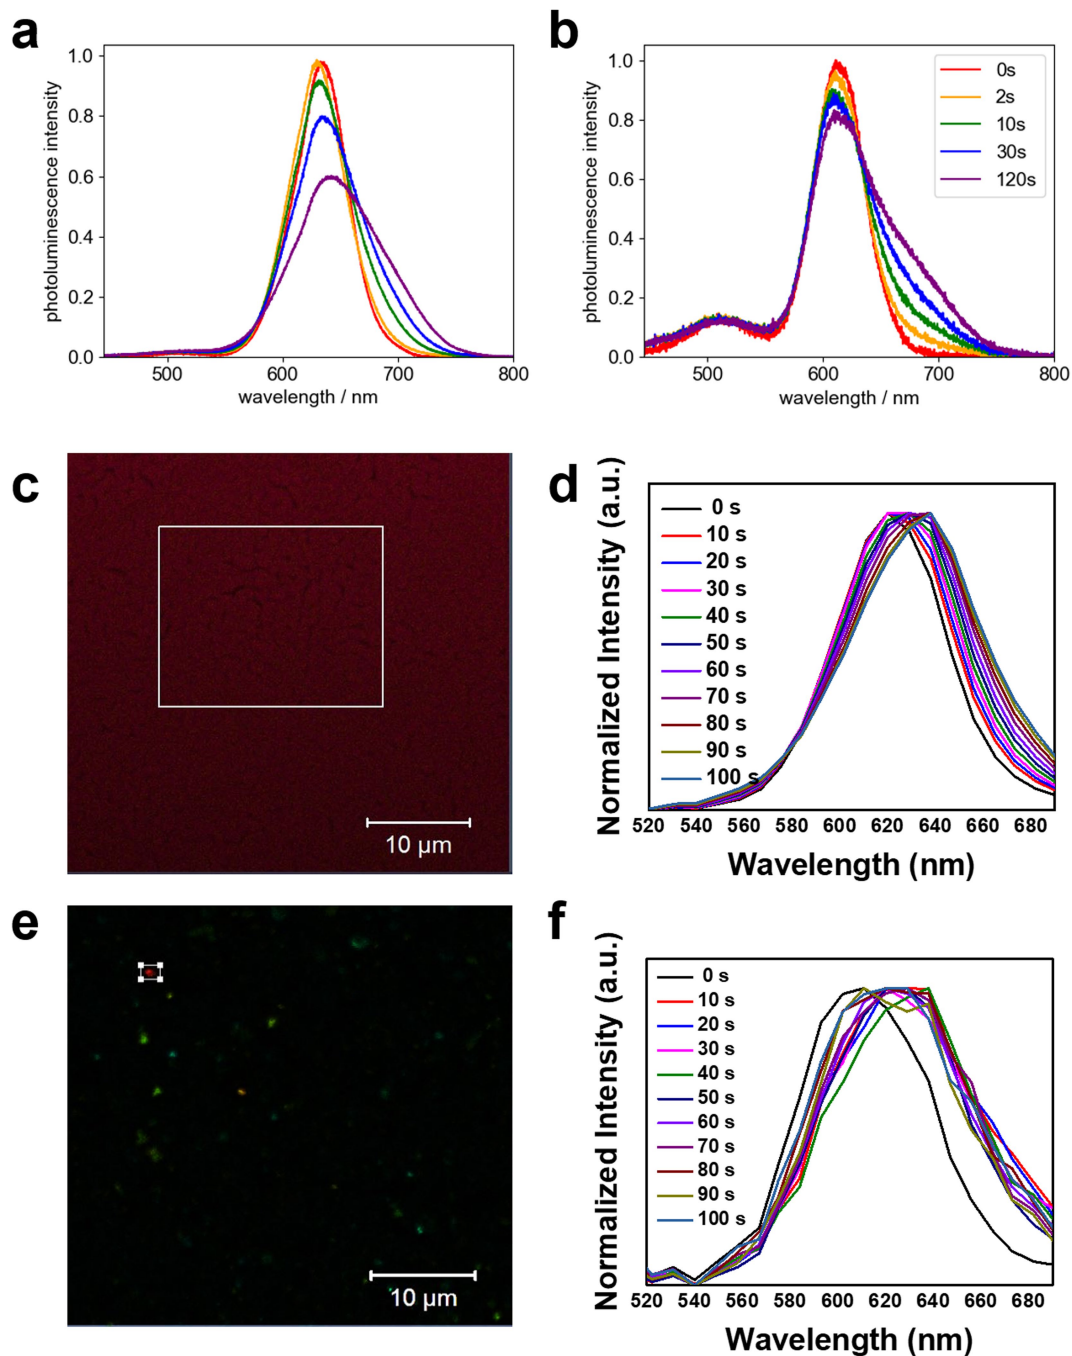 a
1.0
0.8
0.6
0.4
0.2
0.0
photoluminescence intensity
500
600
700
800
wavelength / nm
b
1.0
0.8
0.6
0.4
0.2
0.0
photoluminescence intensity
0s
2s
10s
30s
120s
500
600
700
800
wavelength / nm
c
10 µm
d
Normalized Intensity (a.u.)
0 s
10 s
20 s
30 s
40 s
50 s
60 s
70 s
80 s
90 s
100 s
520 540 560 580 600 620 640 660 680
Wavelength (nm)
e
10 µm
f
Normalized Intensity (a.u.)
0 s
10 s
20 s
30 s
40 s
50 s
60 s
70 s
80 s
90 s
100 s
520 540 560 580 600 620 640 660 680
Wavelength (nm)